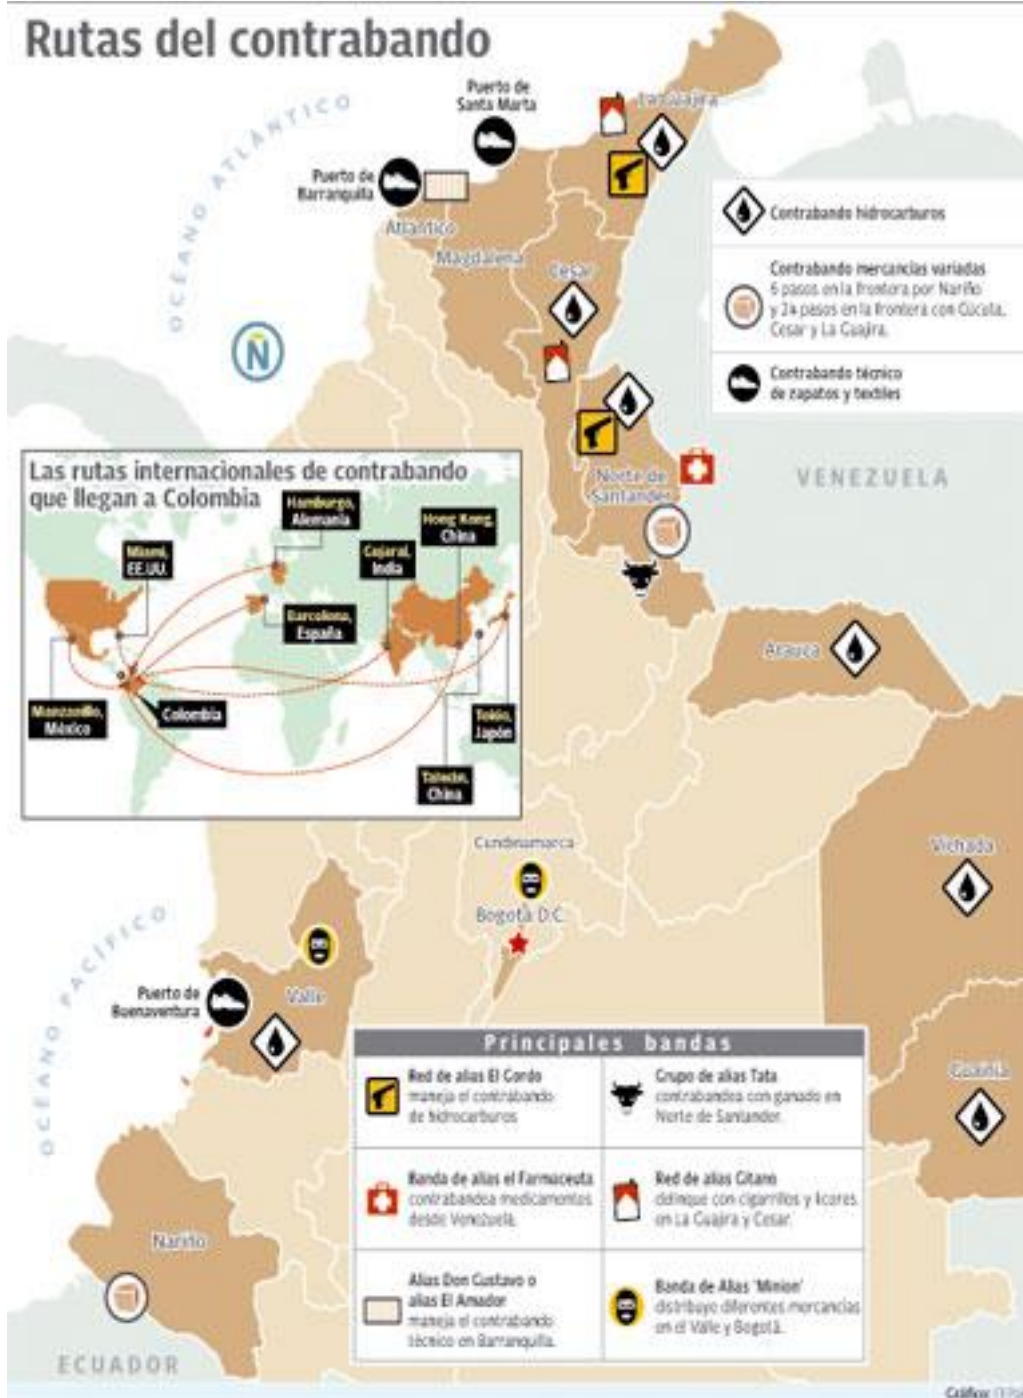 Rutas del contrabando
OCÉANO ATLÁNTICO
Puerto de
Santa Marta
La Guajira
Puerto de
Barranquilla
Atlántico
Magdalena
Cesar
N
Contrabando hidrocarburos
Contrabando mercancías variadas
6 pasos en la frontera por Nariño
y 24 pasos en la frontera con Cúcuta,
Cesar y La Guajira.
Contrabando técnico
de zapatos y textiles
Norte de
Santander
VENEZUELA
Las rutas internacionales de contrabando
que llegan a Colombia
Hamburgo,
Alemania
Hong Kong,
China
Miami,
EE.UU.
Gujarat,
India
Barcelona,
España
Manzanillo,
México
Colombia
Tokio,
Japón
Taiwán,
China
Arauca
Cundinamarca
Bogotá D.C.
Vichada
OCÉANO PACÍFICO
Puerto de
Buenaventura
Valle
Guainía
Nariño
ECUADOR
Principales bandas
Red de alias El Gordo
maneja el contrabando
de hidrocarburos
Grupo de alias Tata
contrabandea con ganado en
Norte de Santander.
Banda de alias el Farmaceuta
contrabandea medicamentos
desde Venezuela.
Red de alias Gitano
delinque con cigarrillos y licores
en La Guajira y Cesar.
Alias Don Gustavo o
alias El Amador
maneja el contrabando
técnico en Barranquilla.
Banda de Alias 'Minion'
distribuye diferentes mercancías
en el Valle y Bogotá.
Gráfico: